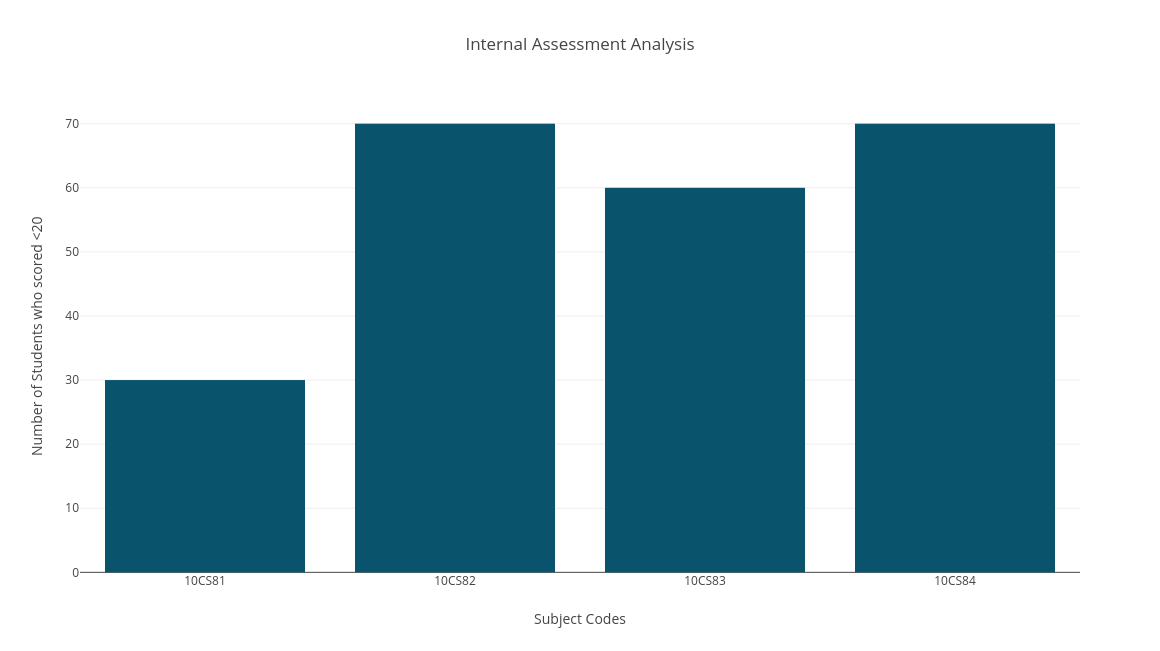 Internal Assessment Analysis
Number of Students who scored <20
70
60
50
40
30
20
10
0
10CS81 10CS82 10CS83 10CS84
Subject Codes